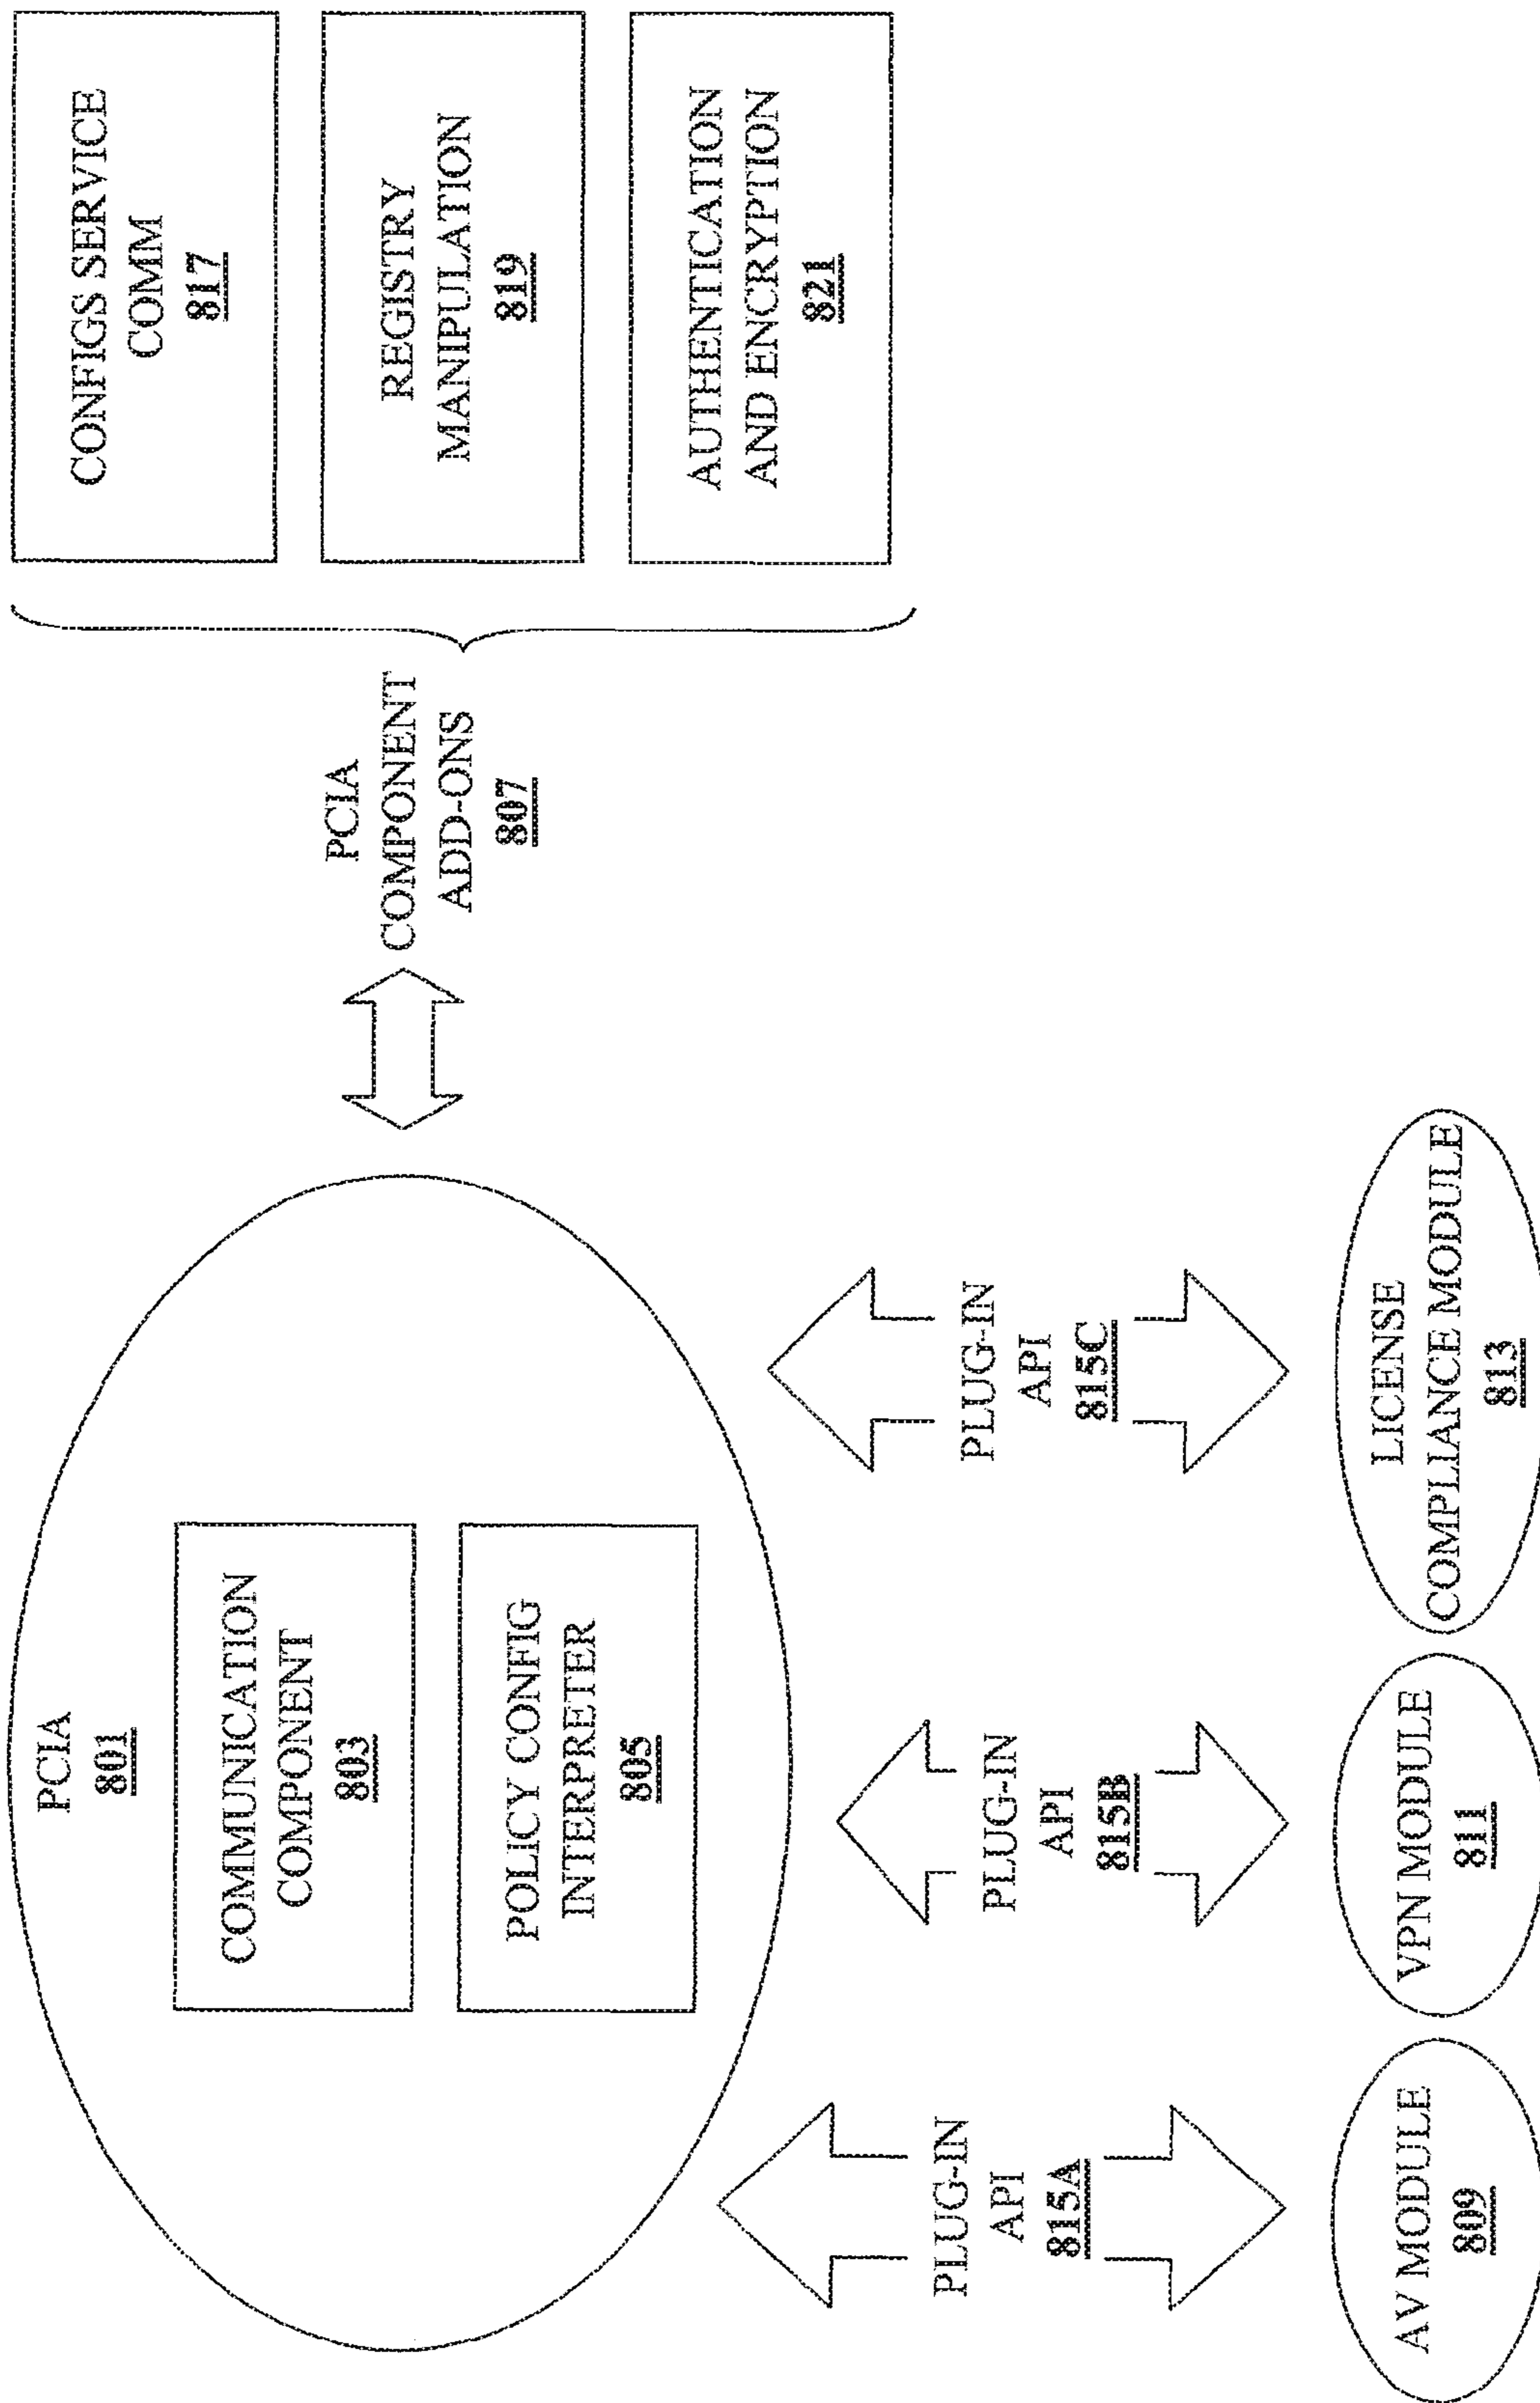 PCIA
801
COMMUNICATION
COMPONENT
803
POLICY CONFIG
INTERPRETER
805
PCIA
COMPONENT
ADD-ONS
807
CONFIGS SERVICE
COMM
817
REGISTRY
MANIPULATION
819
AUTHENTICATION
AND ENCRYPTION
821
PLUG-IN
API
815A
PLUG-IN
API
815B
PLUG-IN
API
815C
AV MODULE
809
VPN MODULE
811
LICENSE
COMPLIANCE MODULE
813